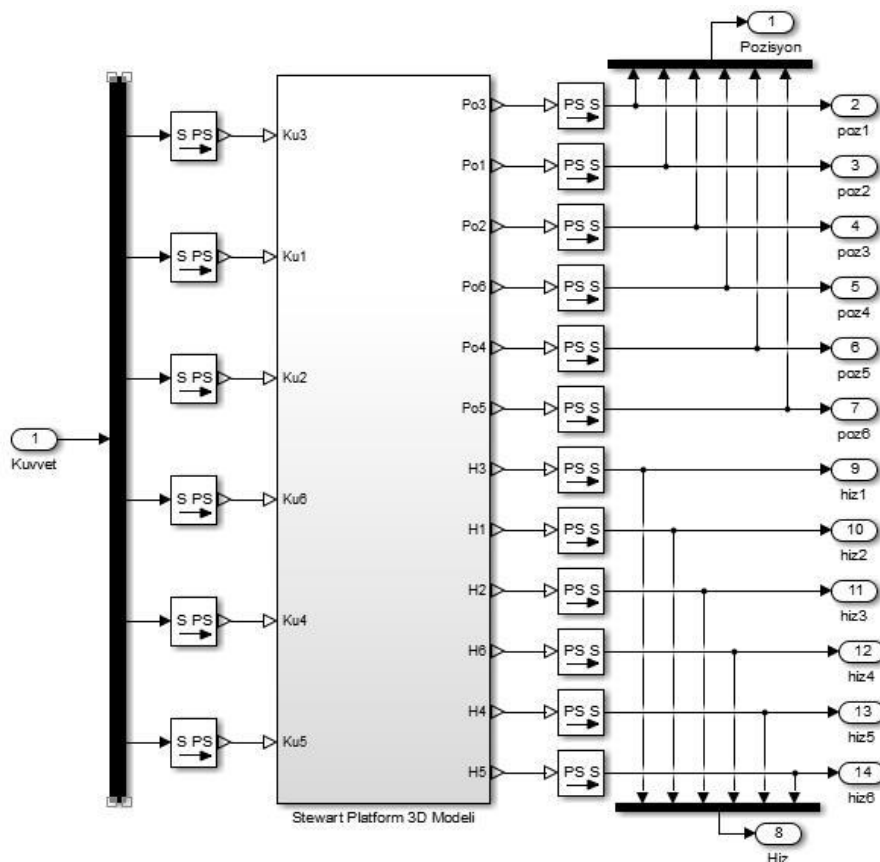 1
Pozisyon
S PS
Ku3
Po3
PS S
2
poz1
Po1
PS S
3
poz2
S PS
Ku1
Po2
PS S
4
poz3
Po6
PS S
5
poz4
S PS
Ku2
Po4
PS S
6
poz5
Po5
PS S
7
poz6
1
Kuvvet
H3
PS S
9
hiz1
S PS
Ku6
H1
PS S
10
hiz2
H2
PS S
11
hiz3
S PS
Ku4
H6
PS S
12
hiz4
H4
PS S
13
hiz5
S PS
Ku5
H5
PS S
14
hiz6
Stewart Platform 3D Modeli
8
Hiz